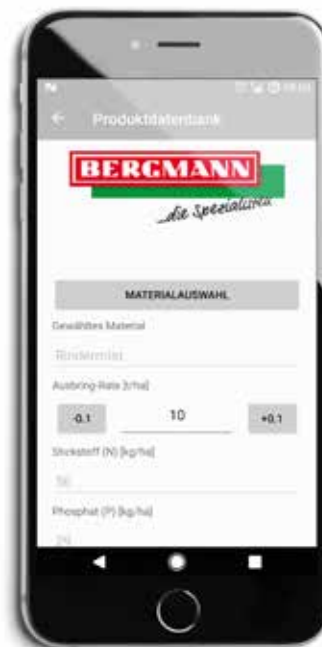 Produktdatenbank
BERGMANN
...die Spezialisten
MATERIALAUSWAHL
Gewähltes Material
Rindermist
Ausbring-Rate [t/ha]
-0,1 10 +0,1
Stickstoff (N) [kg/ha]
56
Phosphat (P) [kg/ha]